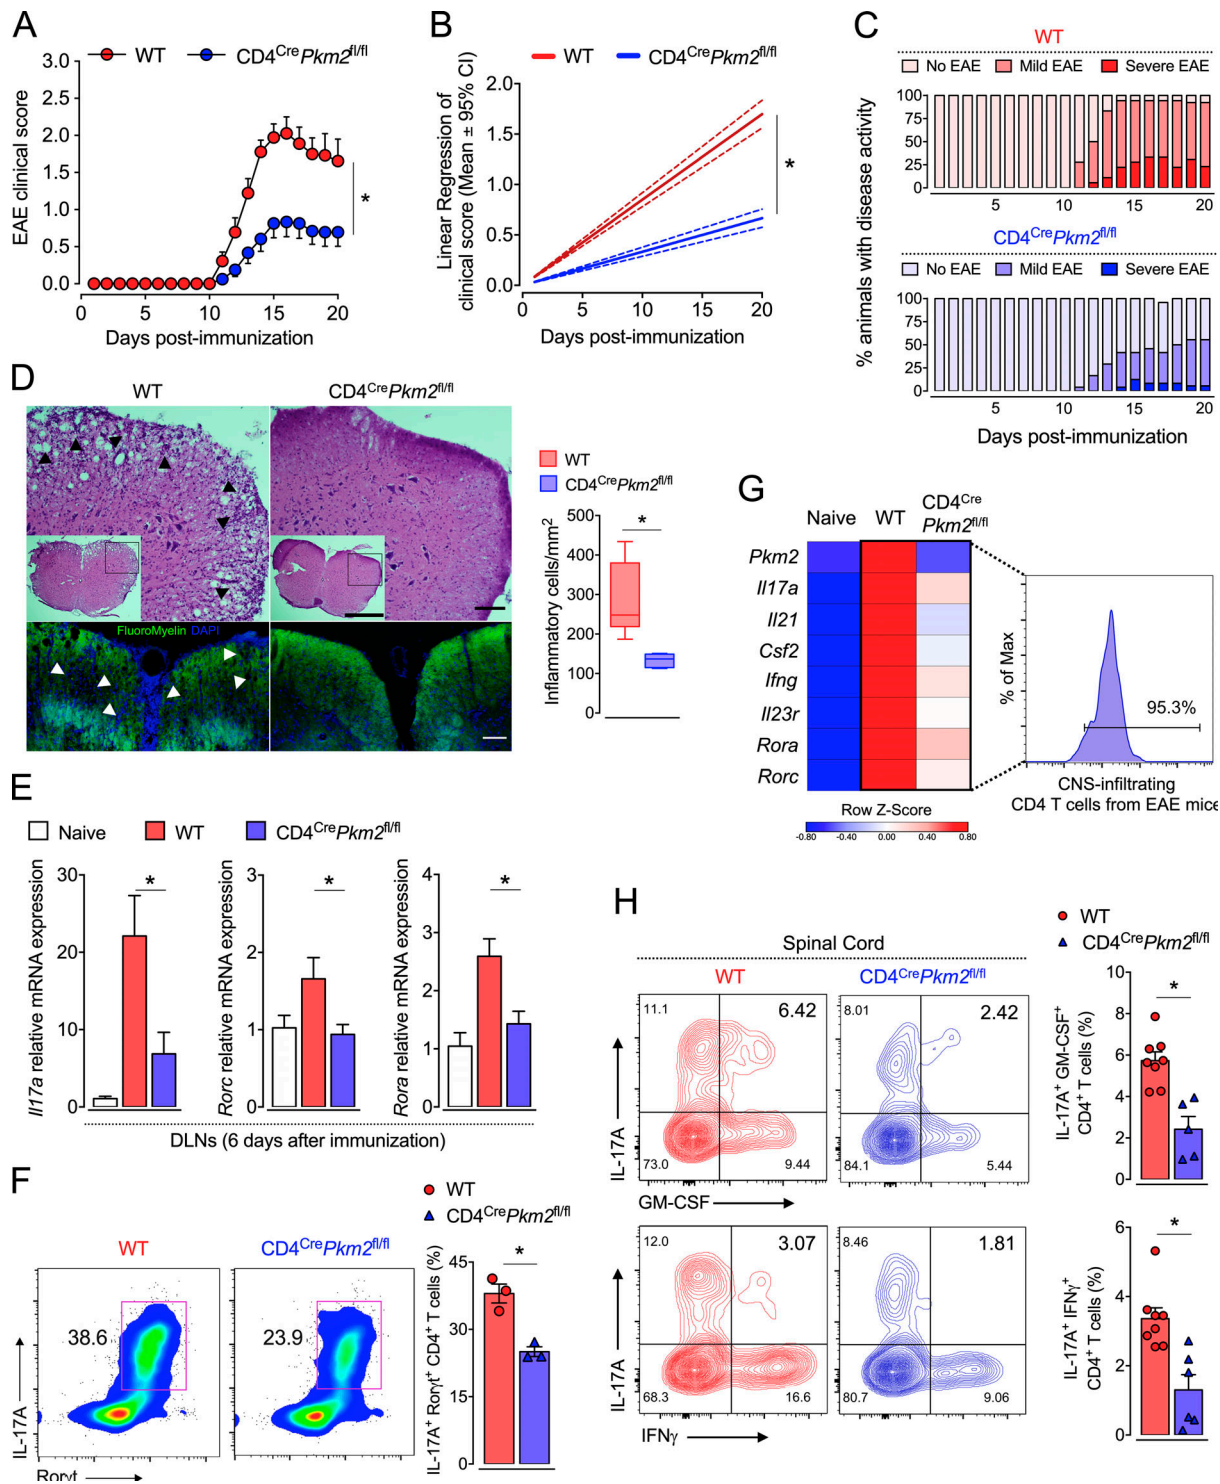 A
WT
CD4CrePkm2fl/fl
EAE clinical score
3.0
2.5
2.0
1.5
1.0
0.5
0.0
0 5 10 15 20
*
Days post-immunization
B
WT
CD4CrePkm2fl/fl
Linear Regression of
clinical score (Mean ± 95% CI)
2.0
1.5
1.0
0.5
0.0
0 5 10 15 20
*
Days post-immunization
C
WT
No EAE Mild EAE Severe EAE
100
75
50
25
0
5 10 15 20
CD4CrePkm2fl/fl
No EAE Mild EAE Severe EAE
100
75
50
25
0
5 10 15 20
% animals with disease activity
Days post-immunization
D
WT
CD4CrePkm2fl/fl
FluoroMyelin DAPI
WT
CD4CrePkm2fl/fl
Inflammatory cells/mm2
500
400
300
200
100
0
*
E
Naive
WT
CD4CrePkm2fl/fl
Il17a relative mRNA expression
30
20
10
0
*
Rorc relative mRNA expression
3
2
1
0
*
Rora relative mRNA expression
4
3
2
1
0
*
DLNs (6 days after immunization)
F
WT
CD4CrePkm2fl/fl
38.6
23.9
IL-17A
Rorγt
WT
CD4CrePkm2fl/fl
IL-17A+ Rorγt+ CD4+ T cells (%)
45
30
15
0
*
G
Naive
WT
CD4Cre
Pkm2fl/fl
Pkm2
Il17a
Il21
Csf2
Ifng
Il23r
Rora
Rorc
Row Z-Score
-0.80 -0.40 0.00 0.40 0.80
% of Max
95.3%
CNS-infiltrating
CD4 T cells from EAE mice
H
Spinal Cord
WT
CD4CrePkm2fl/fl
11.1
6.42
73.0
9.44
8.01
2.42
84.1
5.44
IL-17A
GM-CSF
12.0
3.07
68.3
16.6
8.46
1.81
80.7
9.06
IL-17A
IFNγ
WT
CD4CrePkm2fl/fl
IL-17A+ GM-CSF+
CD4+ T cells (%)
8
6
4
2
0
*
IL-17A+ IFNγ+
CD4+ T cells (%)
6
4
2
0
*